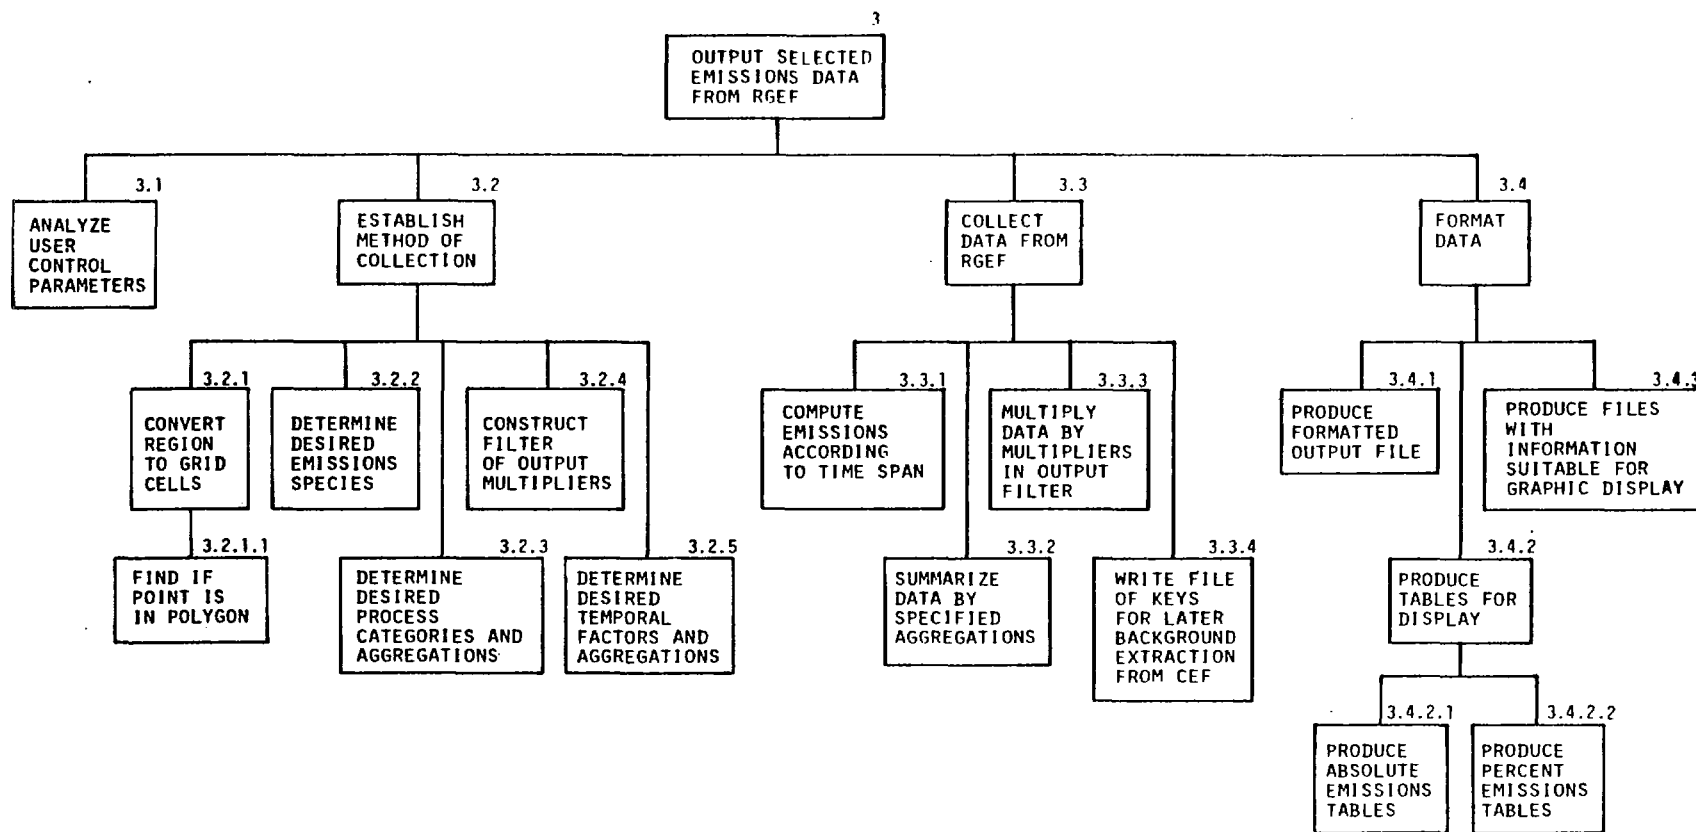 3
OUTPUT SELECTED
EMISSIONS DATA
FROM RGEF
3.1
ANALYZE
USER
CONTROL
PARAMETERS
3.2
ESTABLISH
METHOD OF
COLLECTION
3.3
COLLECT
DATA FROM
RGEF
3.4
FORMAT
DATA
3.2.1
CONVERT
REGION
TO GRID
CELLS
3.2.2
DETERMINE
DESIRED
EMISSIONS
SPECIES
3.2.4
CONSTRUCT
FILTER
OF OUTPUT
MULTIPLIERS
3.3.1
COMPUTE
EMISSIONS
ACCORDING
TO TIME SPAN
3.3.3
MULTIPLY
DATA BY
MULTIPLIERS
IN OUTPUT
FILTER
3.4.1
PRODUCE
FORMATTED
OUTPUT FILE
3.4.3
PRODUCE FILES
WITH
INFORMATION
SUITABLE FOR
GRAPHIC DISPLAY
3.2.1.1
FIND IF
POINT IS
IN POLYGON
3.2.3
DETERMINE
DESIRED
PROCESS
CATEGORIES AND
AGGREGATIONS
3.2.5
DETERMINE
DESIRED
TEMPORAL
FACTORS AND
AGGREGATIONS
3.3.2
SUMMARIZE
DATA BY
SPECIFIED
AGGREGATIONS
3.3.4
WRITE FILE
OF KEYS
FOR LATER
BACKGROUND
EXTRACTION
FROM CEF
3.4.2
PRODUCE
TABLES FOR
DISPLAY
3.4.2.1
PRODUCE
ABSOLUTE
EMISSIONS
TABLES
3.4.2.2
PRODUCE
PERCENT
EMISSIONS
TABLES